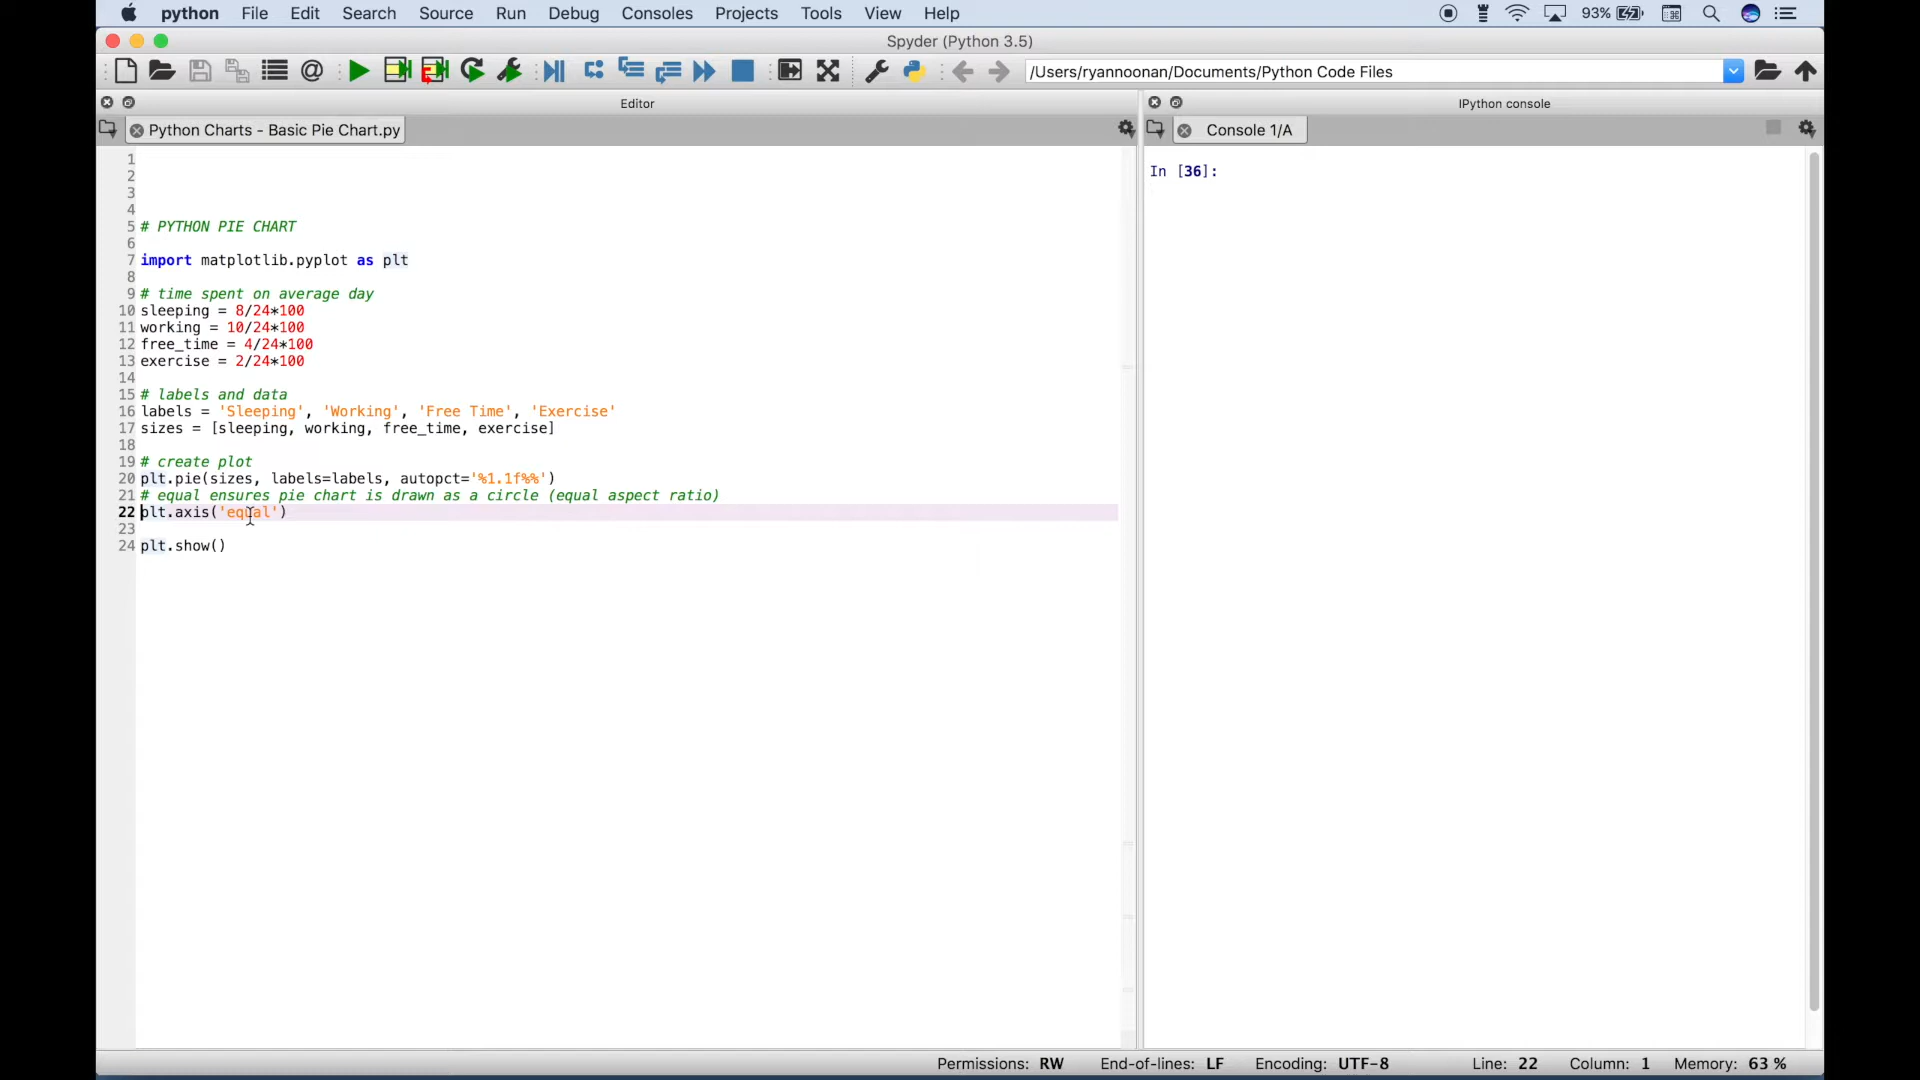 python File Edit Search Source Run Debug Consoles Projects Tools View Help 93%
Spyder (Python 3.5)
/Users/ryannoonan/Documents/Python Code Files
Editor
IPython console
Python Charts - Basic Pie Chart.py
Console 1/A
In [36]:
1
2
3
4
5 # PYTHON PIE CHART
6
7 import matplotlib.pyplot as plt
8
9 # time spent on average day
10 sleeping = 8/24*100
11 working = 10/24*100
12 free_time = 4/24*100
13 exercise = 2/24*100
14
15 # labels and data
16 labels = 'Sleeping', 'Working', 'Free Time', 'Exercise'
17 sizes = [sleeping, working, free_time, exercise]
18
19 # create plot
20 plt.pie(sizes, labels=labels, autopct='%1.1f%%')
21 # equal ensures pie chart is drawn as a circle (equal aspect ratio)
22 plt.axis('equal')
23
24 plt.show()
Permissions: RW End-of-lines: LF Encoding: UTF-8 Line: 22 Column: 1 Memory: 63 %